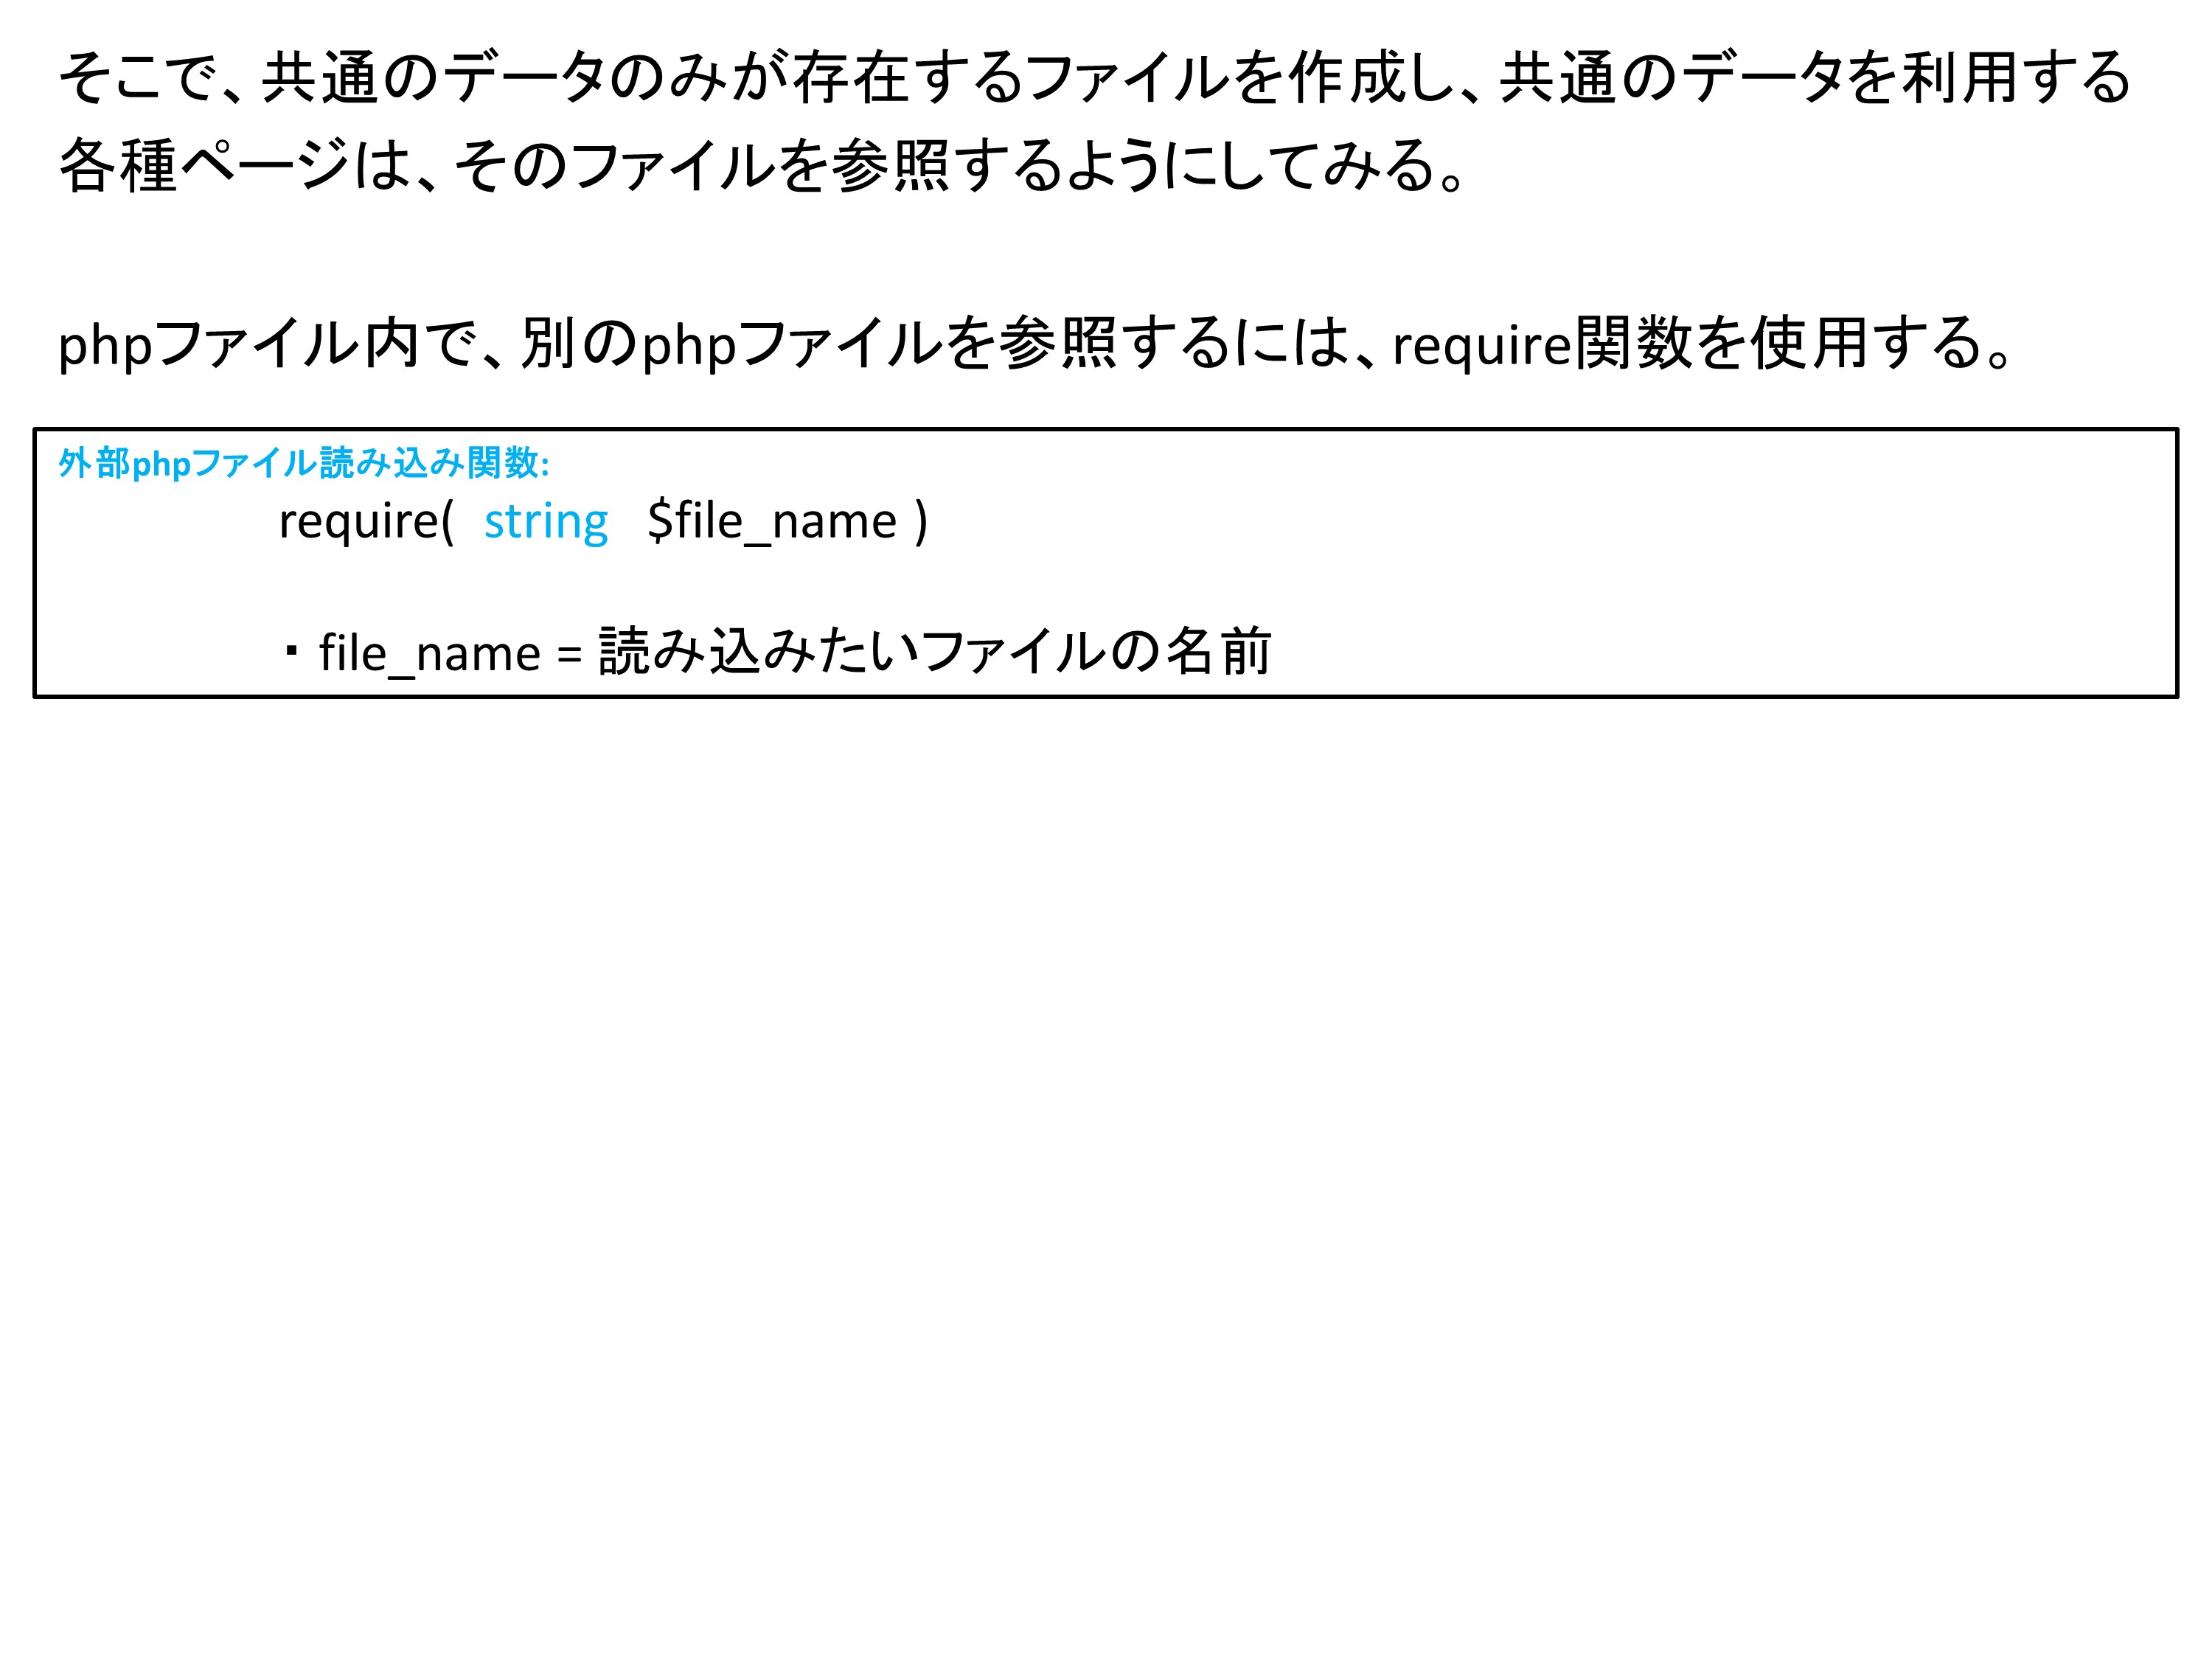 そこで、共通のデータのみが存在するファイルを作成し、共通のデータを利用する
各種ページは、そのファイルを参照するようにしてみる。
phpファイル内で、別のphpファイルを参照するには、require関数を使用する。
外部phpファイル読み込み関数:
require( string $file_name )
・file_name = 読み込みたいファイルの名前